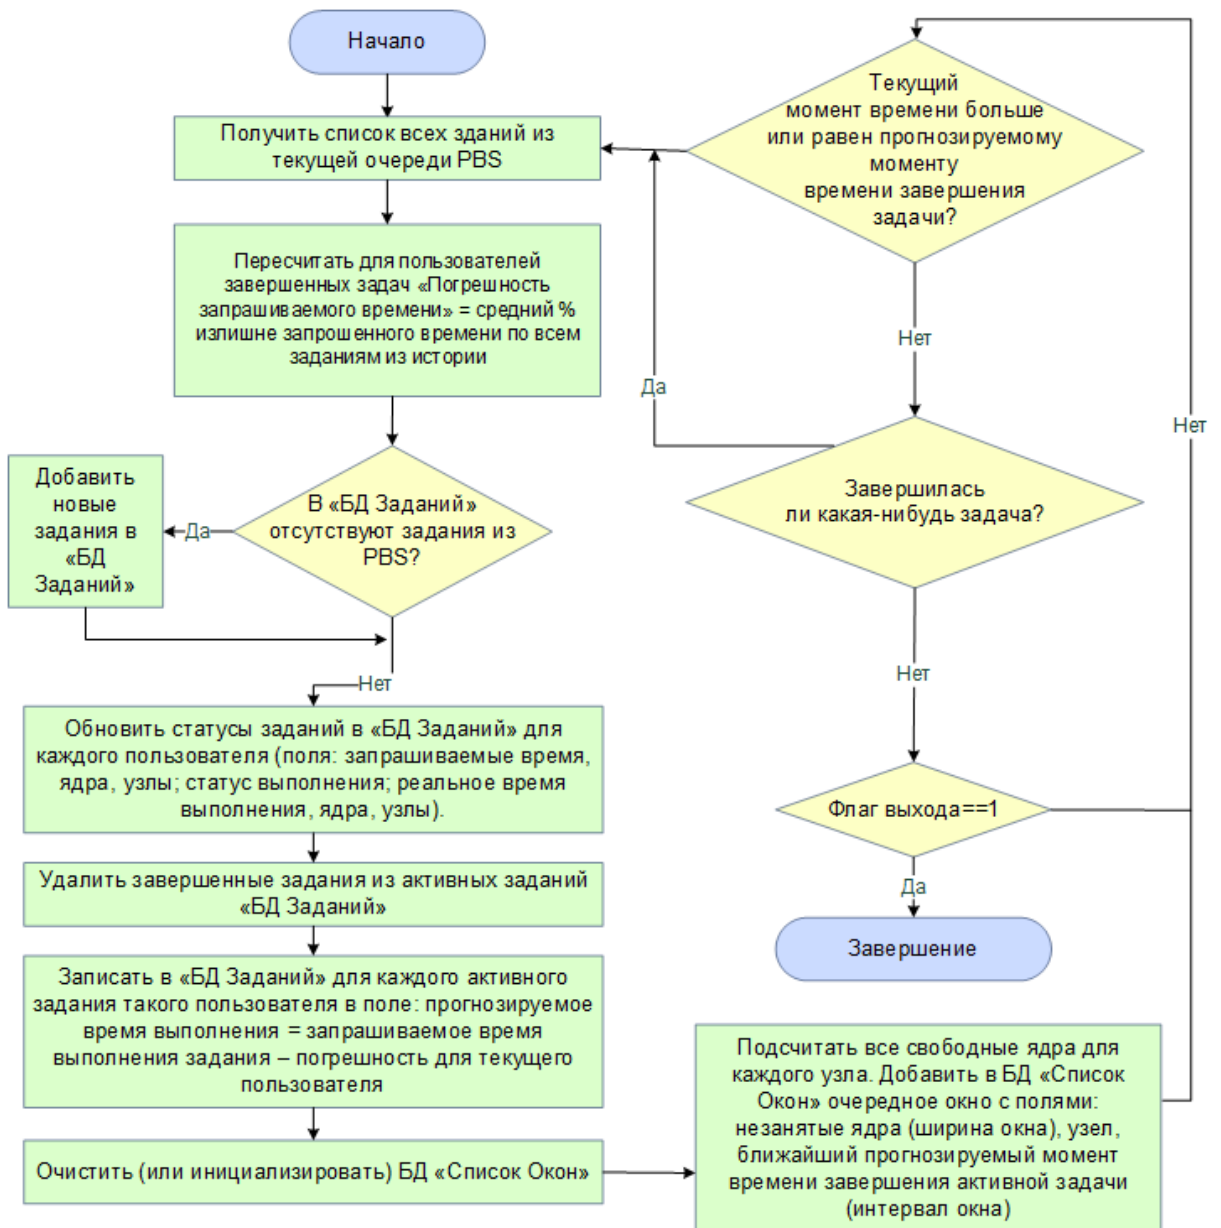 Начало
Получить список всех зданий из
текущей очереди PBS
Пересчитать для пользователей
завершенных задач «Погрешность
запрашиваемого времени» = средний %
излишне запрошенного времени по всем
заданиям из истории
В «БД Заданий»
отсутствуют задания из
PBS?
Да
Добавить
новые
задания в
«БД
Заданий»
Нет
Обновить статусы заданий в «БД Заданий» для
каждого пользователя (поля: запрашиваемые время,
ядра, узлы; статус выполнения; реальное время
выполнения, ядра, узлы).
Удалить завершенные задания из активных заданий
«БД Заданий»
Записать в «БД Заданий» для каждого активного
задания такого пользователя в поле: прогнозируемое
время выполнения = запрашиваемое время
выполнения задания – погрешность для текущего
пользователя
Очистить (или инициализировать) БД «Список Окон»
Подсчитать все свободные ядра для
каждого узла. Добавить в БД «Список
Окон» очередное окно с полями:
незанятые ядра (ширина окна), узел,
ближайший прогнозируемый момент
времени завершения активной задачи
(интервал окна)
Текущий
момент времени больше
или равен прогнозируемому
моменту
времени завершения
задачи?
Нет
Да
Завершилась
ли какая-нибудь задача?
Нет
Флаг выхода==1
Нет
Да
Завершение